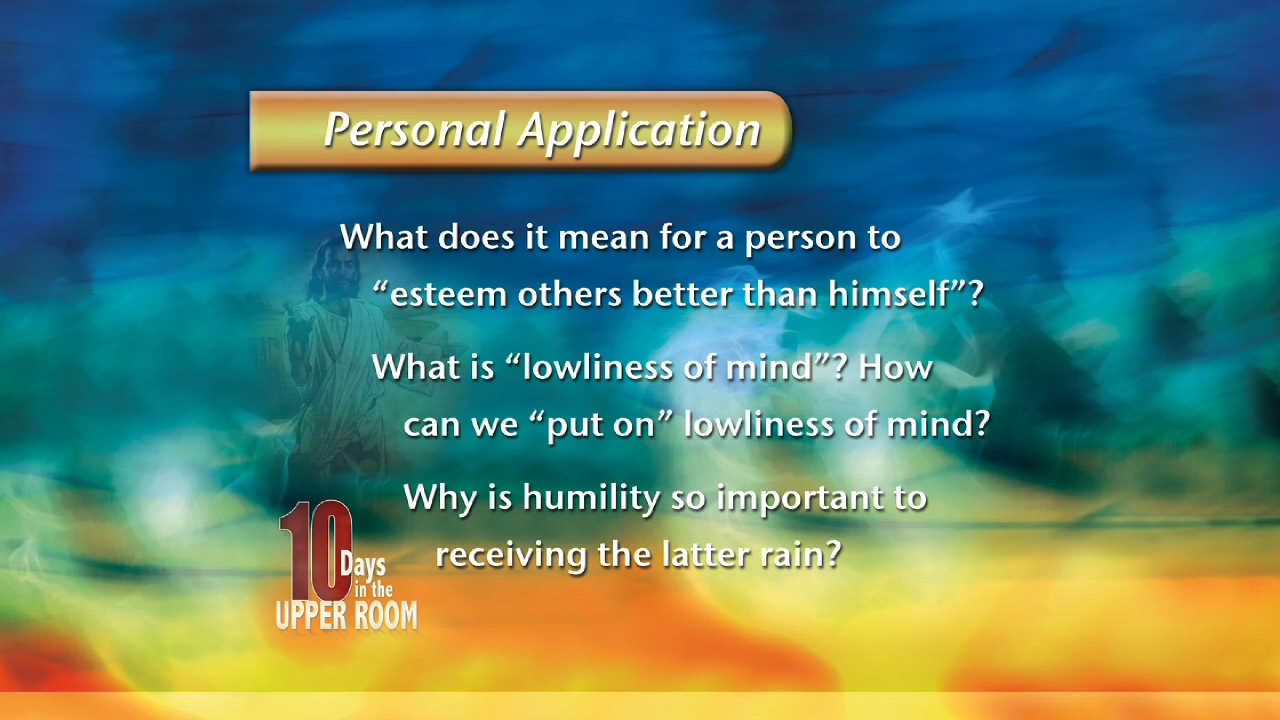 Personal Application
What does it mean for a person to
“esteem others better than himself”?
What is “lowliness of mind”? How
can we “put on” lowliness of mind?
Why is humility so important to
receiving the latter rain?
10
Days
in the
UPPER ROOM